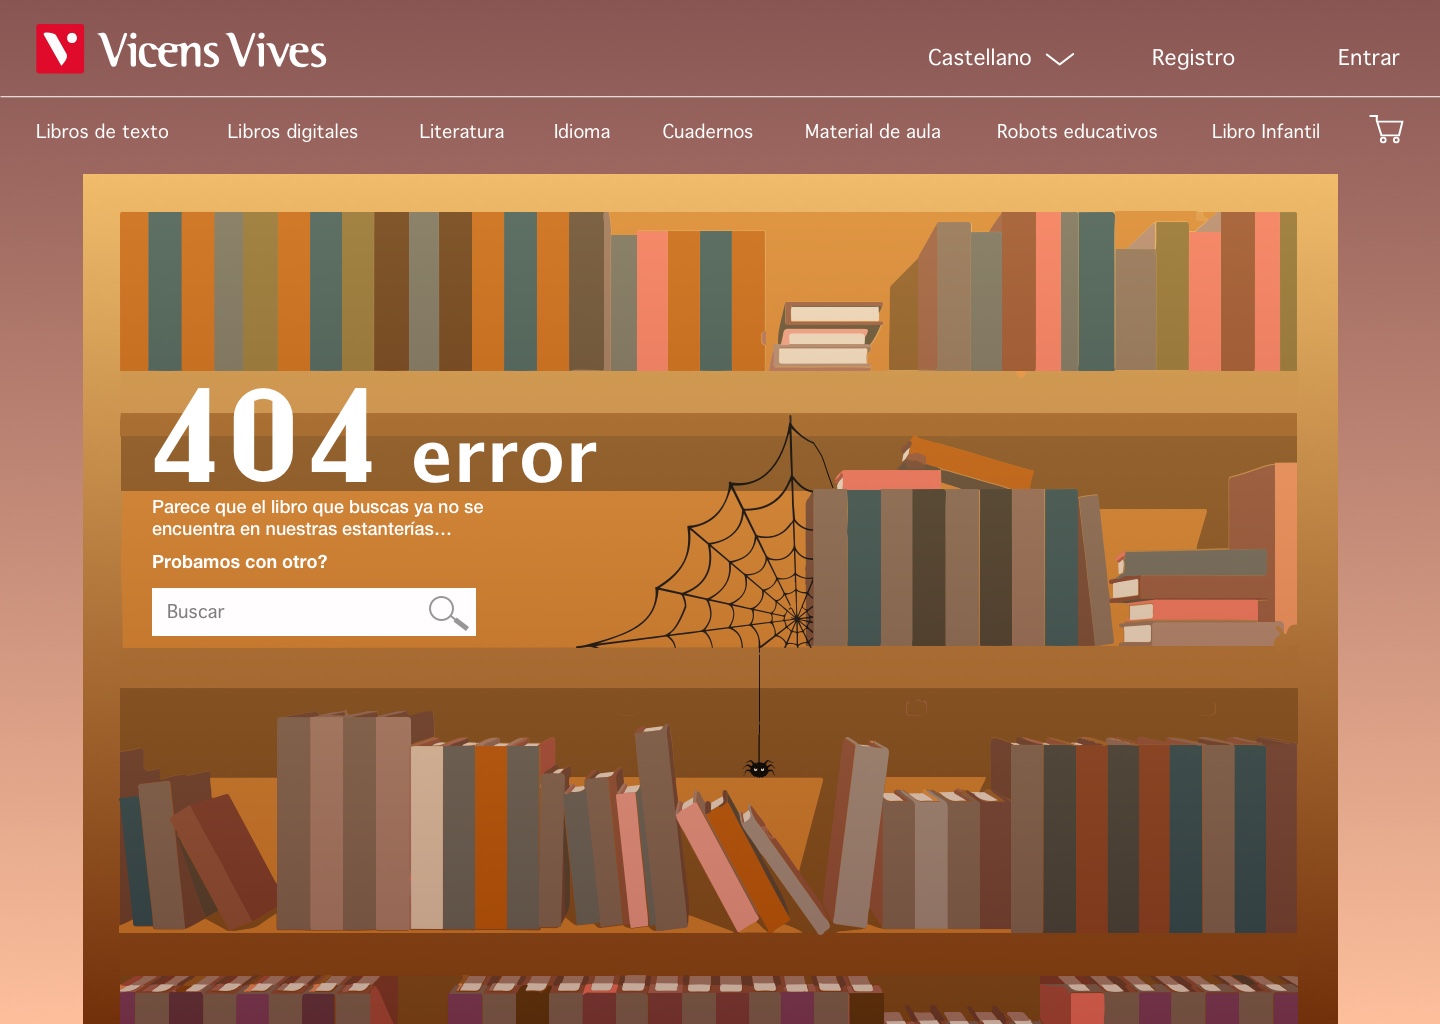 Vicens Vives
Castellano
Registro
Entrar
Libros de texto
Libros digitales
Literatura
Idioma
Cuadernos
Material de aula
Robots educativos
Libro Infantil
404 error
Parece que el libro que buscas ya no se
encuentra en nuestras estanterías...
Probamos con otro?
Buscar